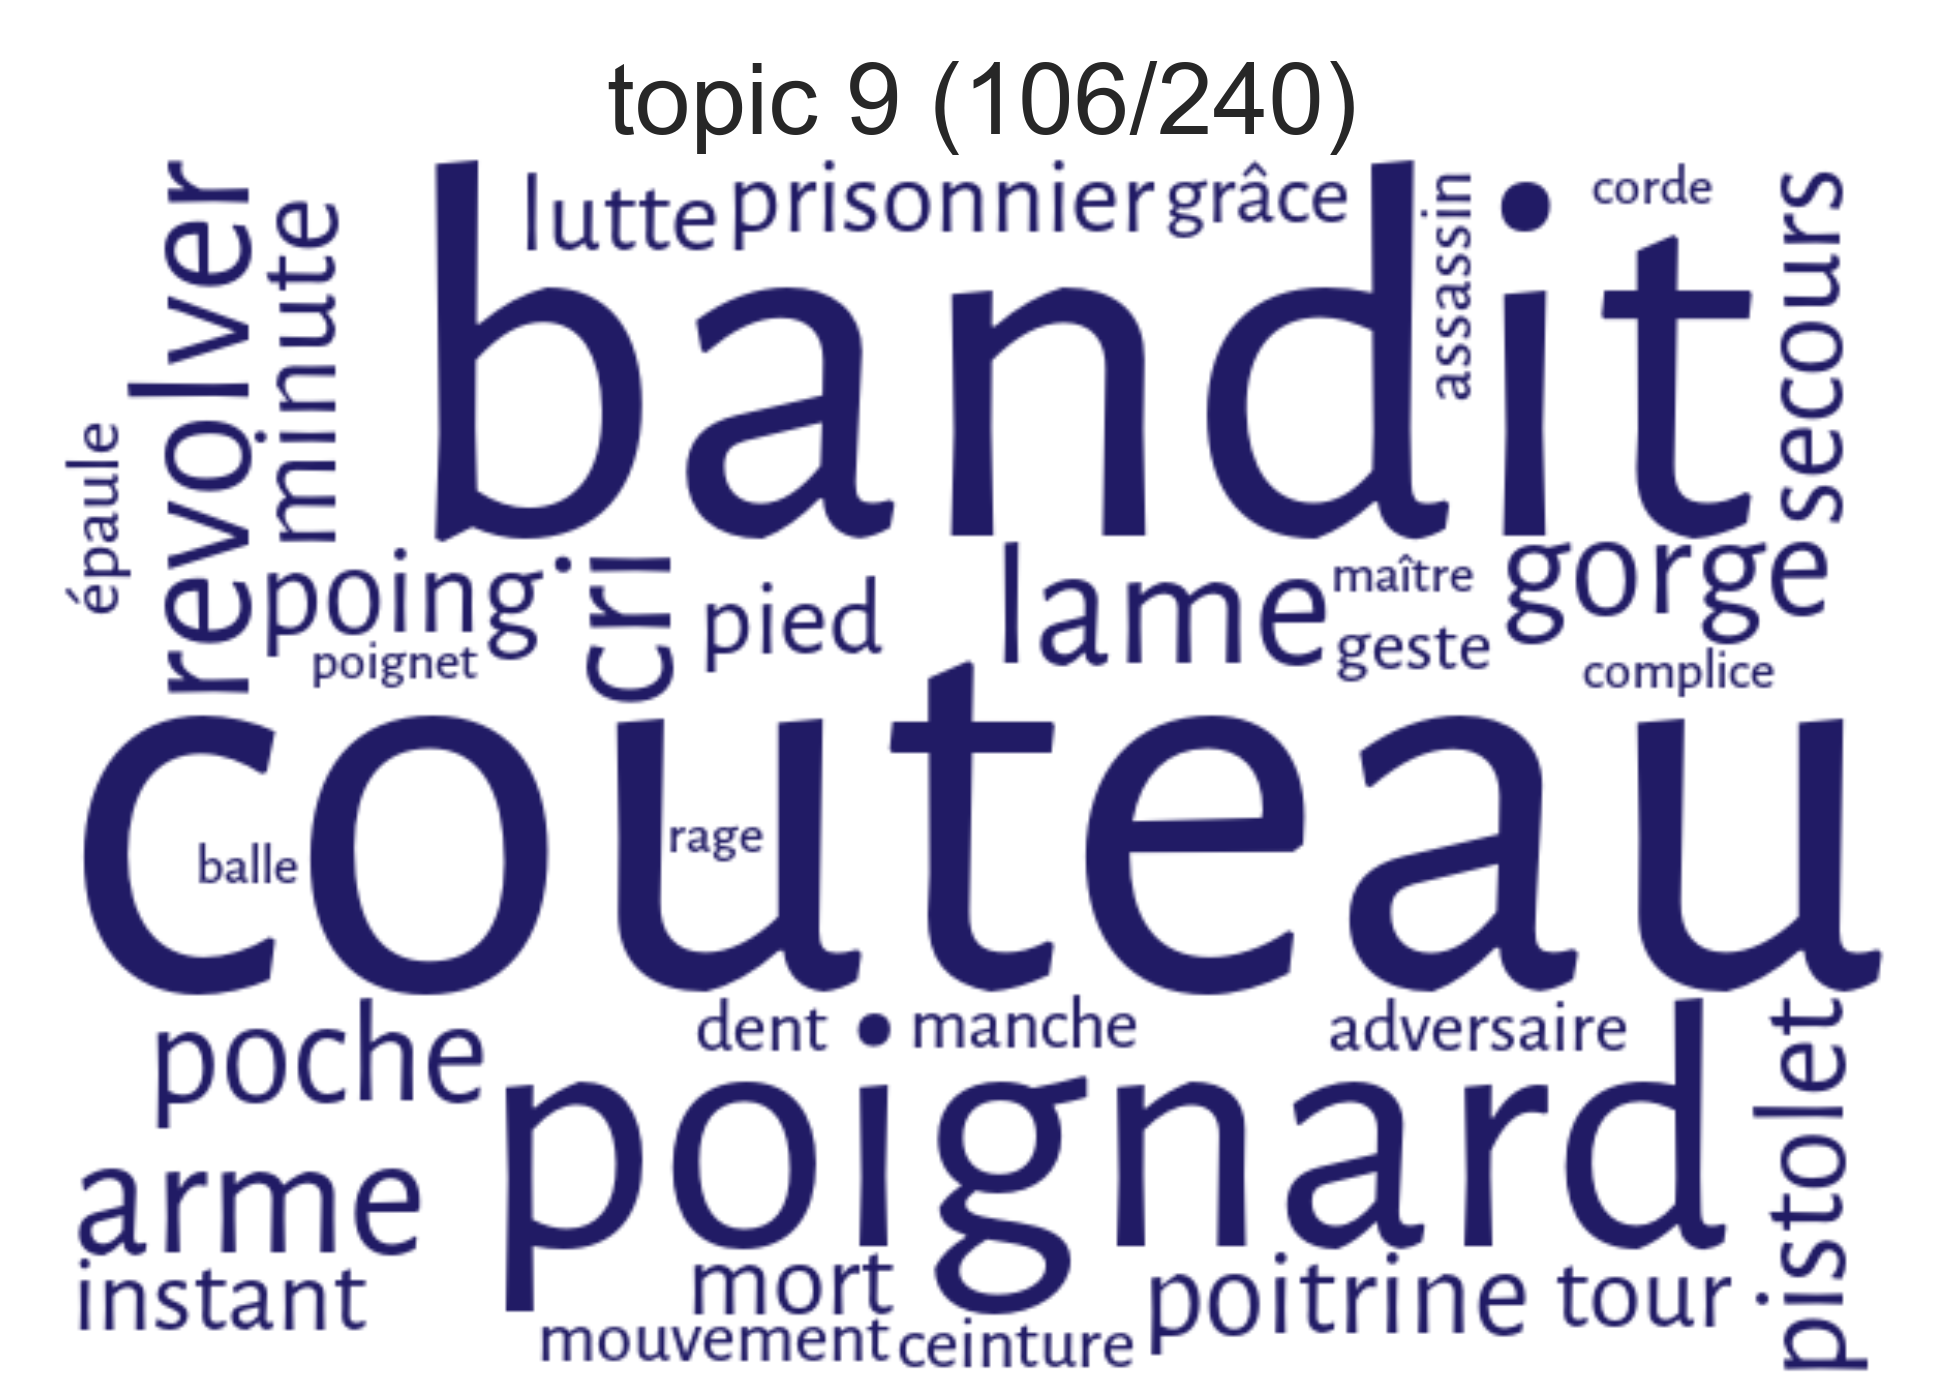 topic 9 (106/240)
revolver
minute
lutte
prisonnier
grâce
assassin
corde
secours
bandit
épaule
poing
poignet
cri
pied
lame
maître
geste
gorge
complice
couteau
balle
rage
poche
dent
manche
adversaire
pistolet
poignard
arme
instant
mort
mouvement
ceinture
poitrine
tour